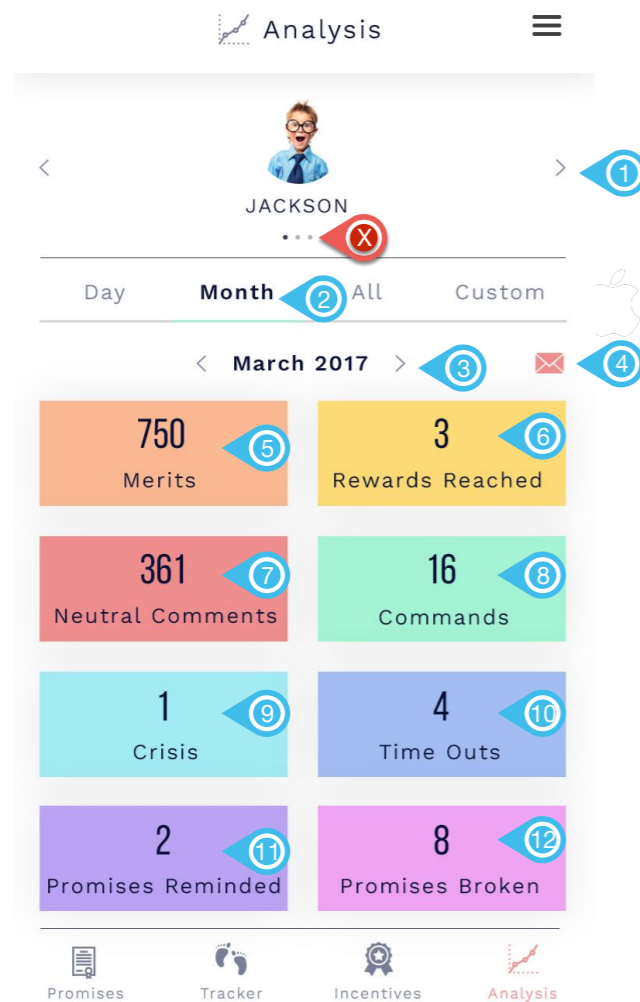 Analysis
1
JACKSON
X
Day Month 2 All Custom
March 2017 3 4
750 5 3 6
Merits Rewards Reached
361 7 16 8
Neutral Comments Commands
1 9 4 10
Crisis Time Outs
2 11 8 12
Promises Reminded Promises Broken
Promises Tracker Incentives Analysis